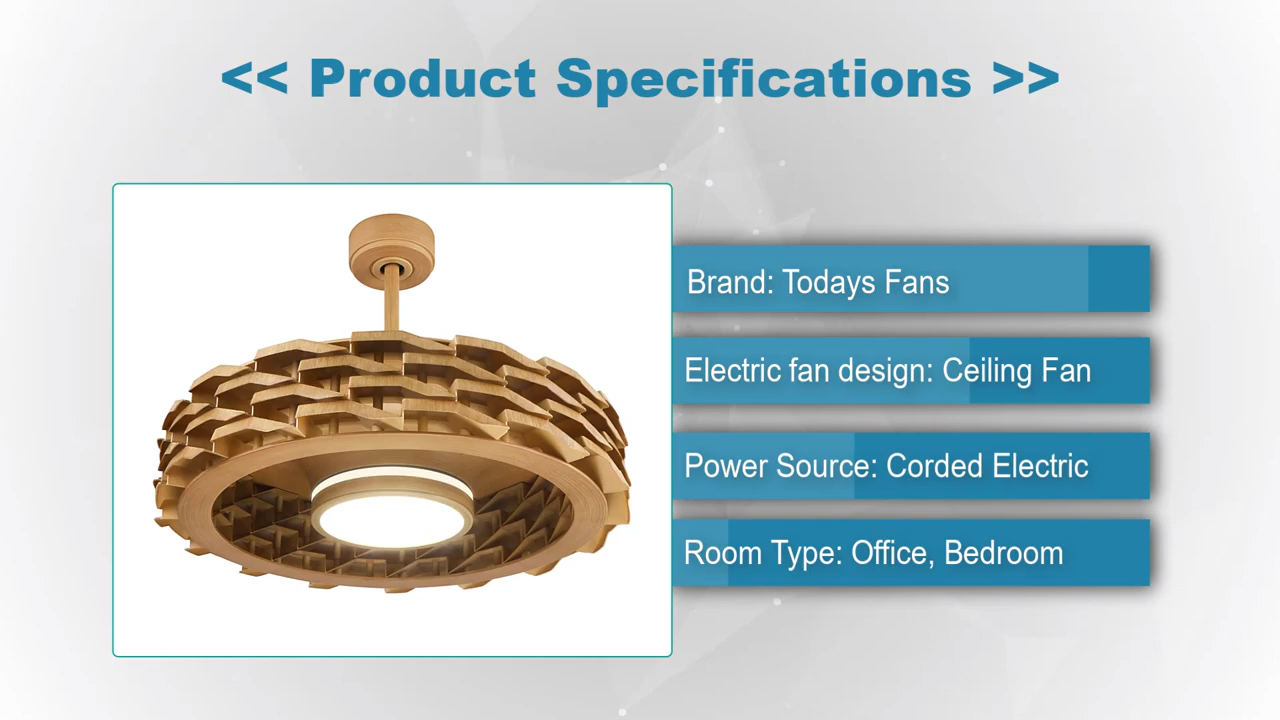 << Product Specifications >>
Brand: Todays Fans
Electric fan design: Ceiling Fan
Power Source: Corded Electric
Room Type: Office, Bedroom